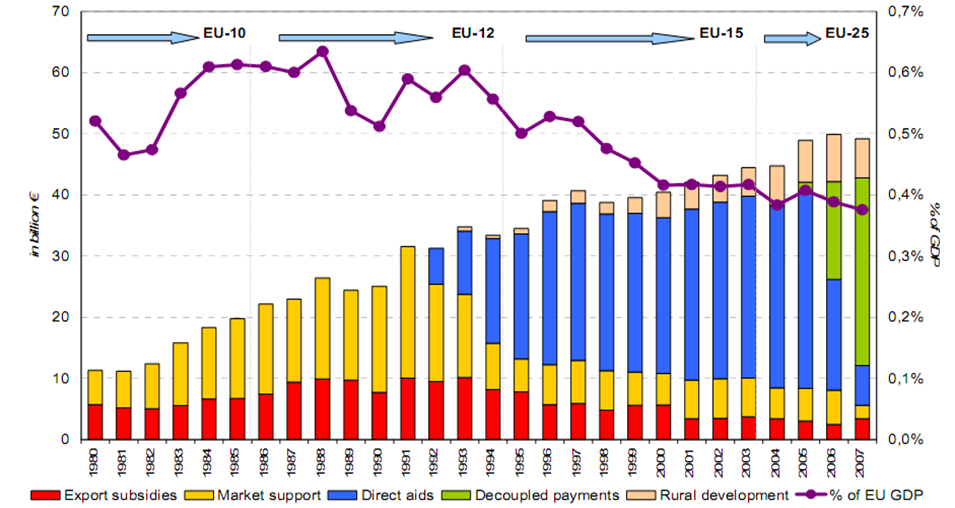 70
60
50
40
30
20
10
0
in billion €
EU-10
EU-12
EU-15
EU-25
0,7%
0,6%
0,5%
0,4%
0,3%
0,2%
0,1%
0,0%
% of GDP
1980 1981 1982 1983 1984 1985 1986 1987 1988 1989 1990 1991 1992 1993 1994 1995 1996 1997 1998 1999 2000 2001 2002 2003 2004 2005 2006 2007
Export subsidies Market support Direct aids Decoupled payments Rural development % of EU GDP